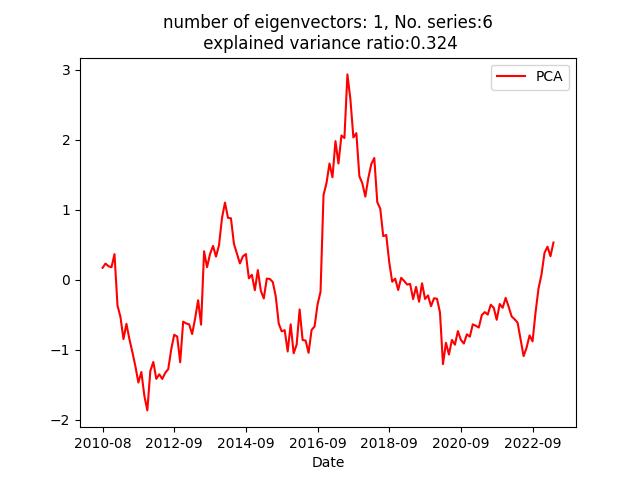 number of eigenvectors: 1, No. series:6
explained variance ratio:0.324
PCA
3
2
1
0
−1
−2
2010-08 2012-09 2014-09 2016-09 2018-09 2020-09 2022-09
Date